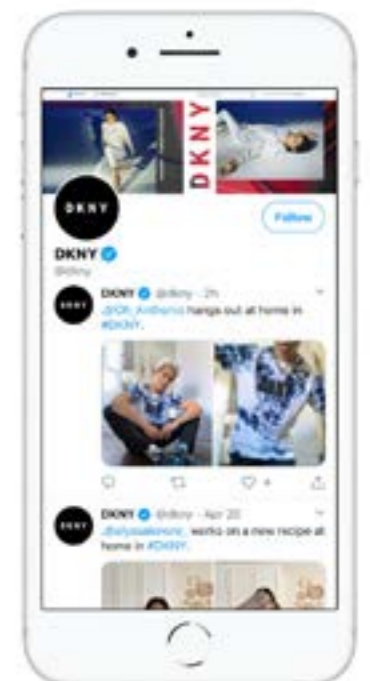 DKNY
DKNY
Follow
DKNY
@dkny
DKNY
DKNY @dkny · 2h
hangs out at home in
#DKNY.
4
DKNY
DKNY @dkny · Apr 20
works on a new recipe at
home in #DKNY.